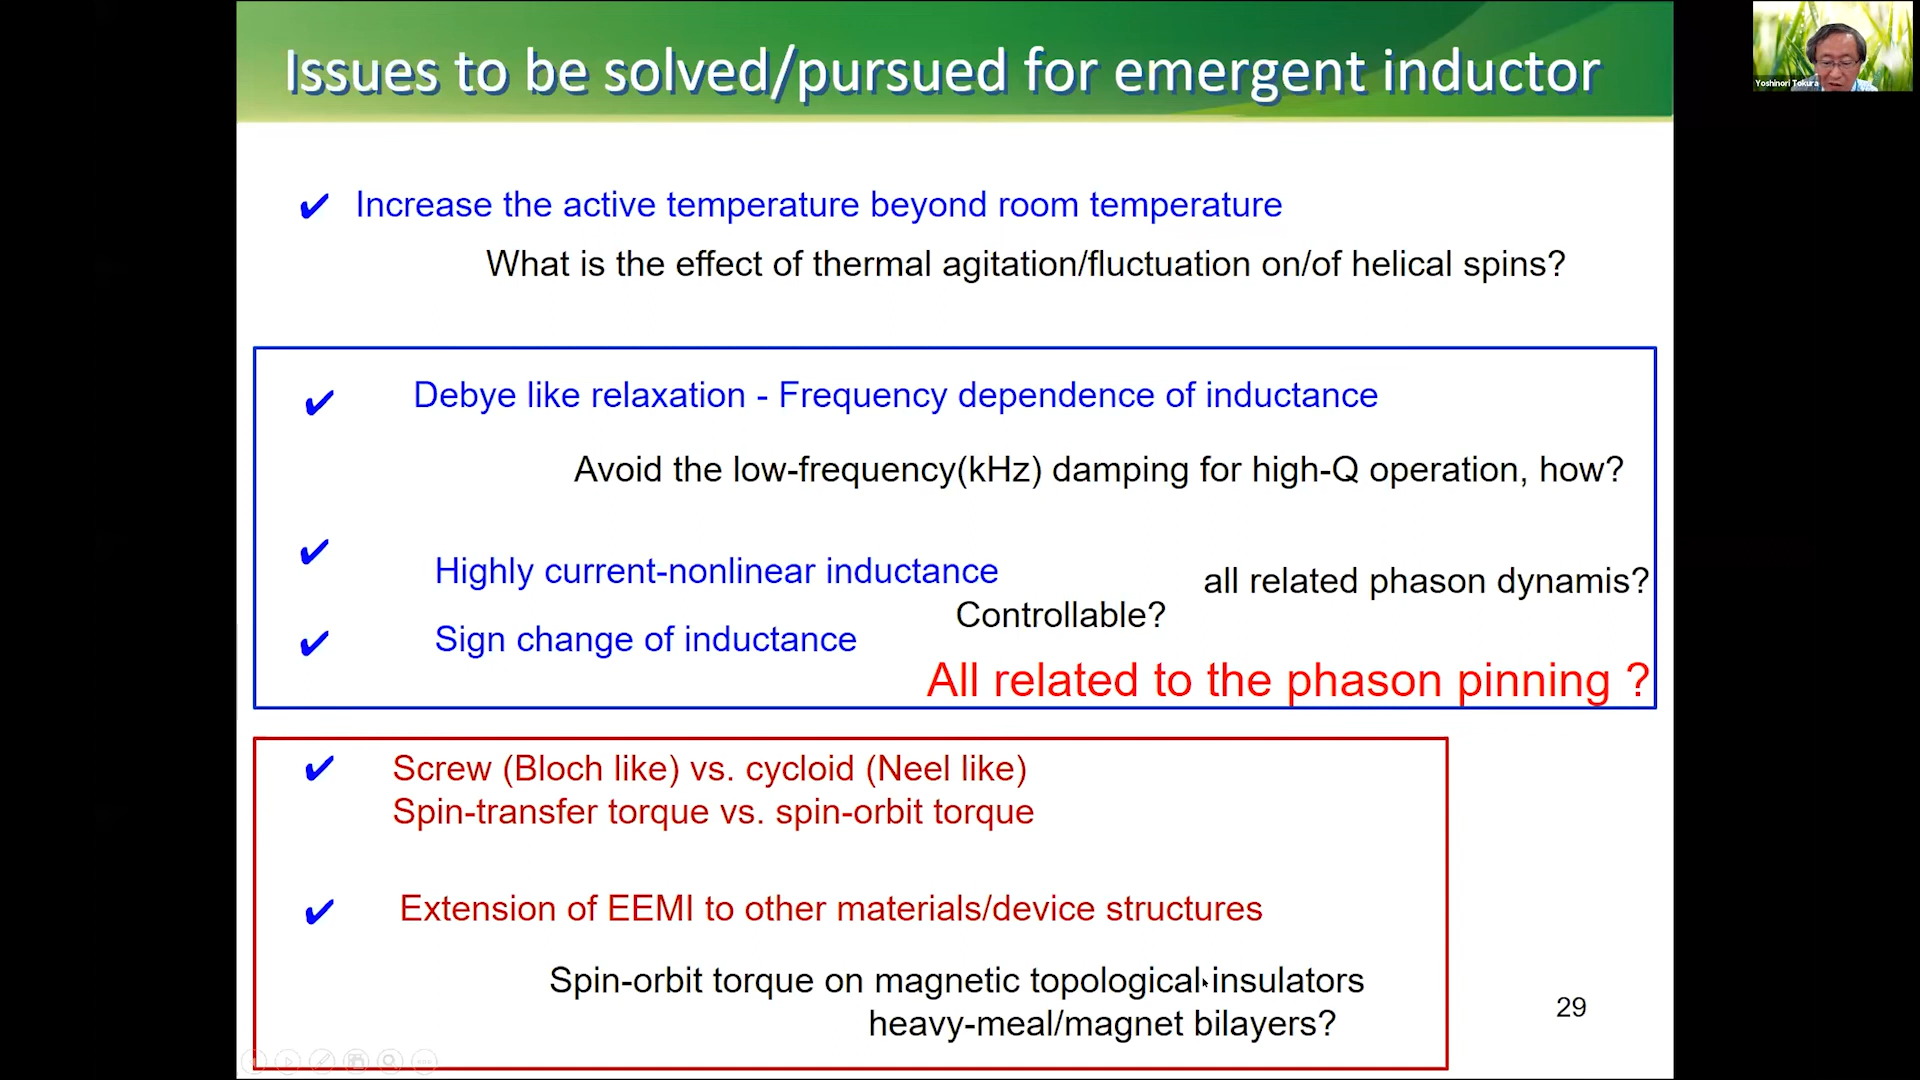 Issues to be solved/pursued for emergent inductor
Yoshinori Tokura
✔ Increase the active temperature beyond room temperature
What is the effect of thermal agitation/fluctuation on/of helical spins?
✔ Debye like relaxation - Frequency dependence of inductance
Avoid the low-frequency(kHz) damping for high-Q operation, how?
✔ Highly current-nonlinear inductance
all related phason dynamis?
Controllable?
✔ Sign change of inductance
All related to the phason pinning ?
✔ Screw (Bloch like) vs. cycloid (Neel like)
Spin-transfer torque vs. spin-orbit torque
✔ Extension of EEMI to other materials/device structures
Spin-orbit torque on magnetic topological insulators
heavy-meal/magnet bilayers?
29